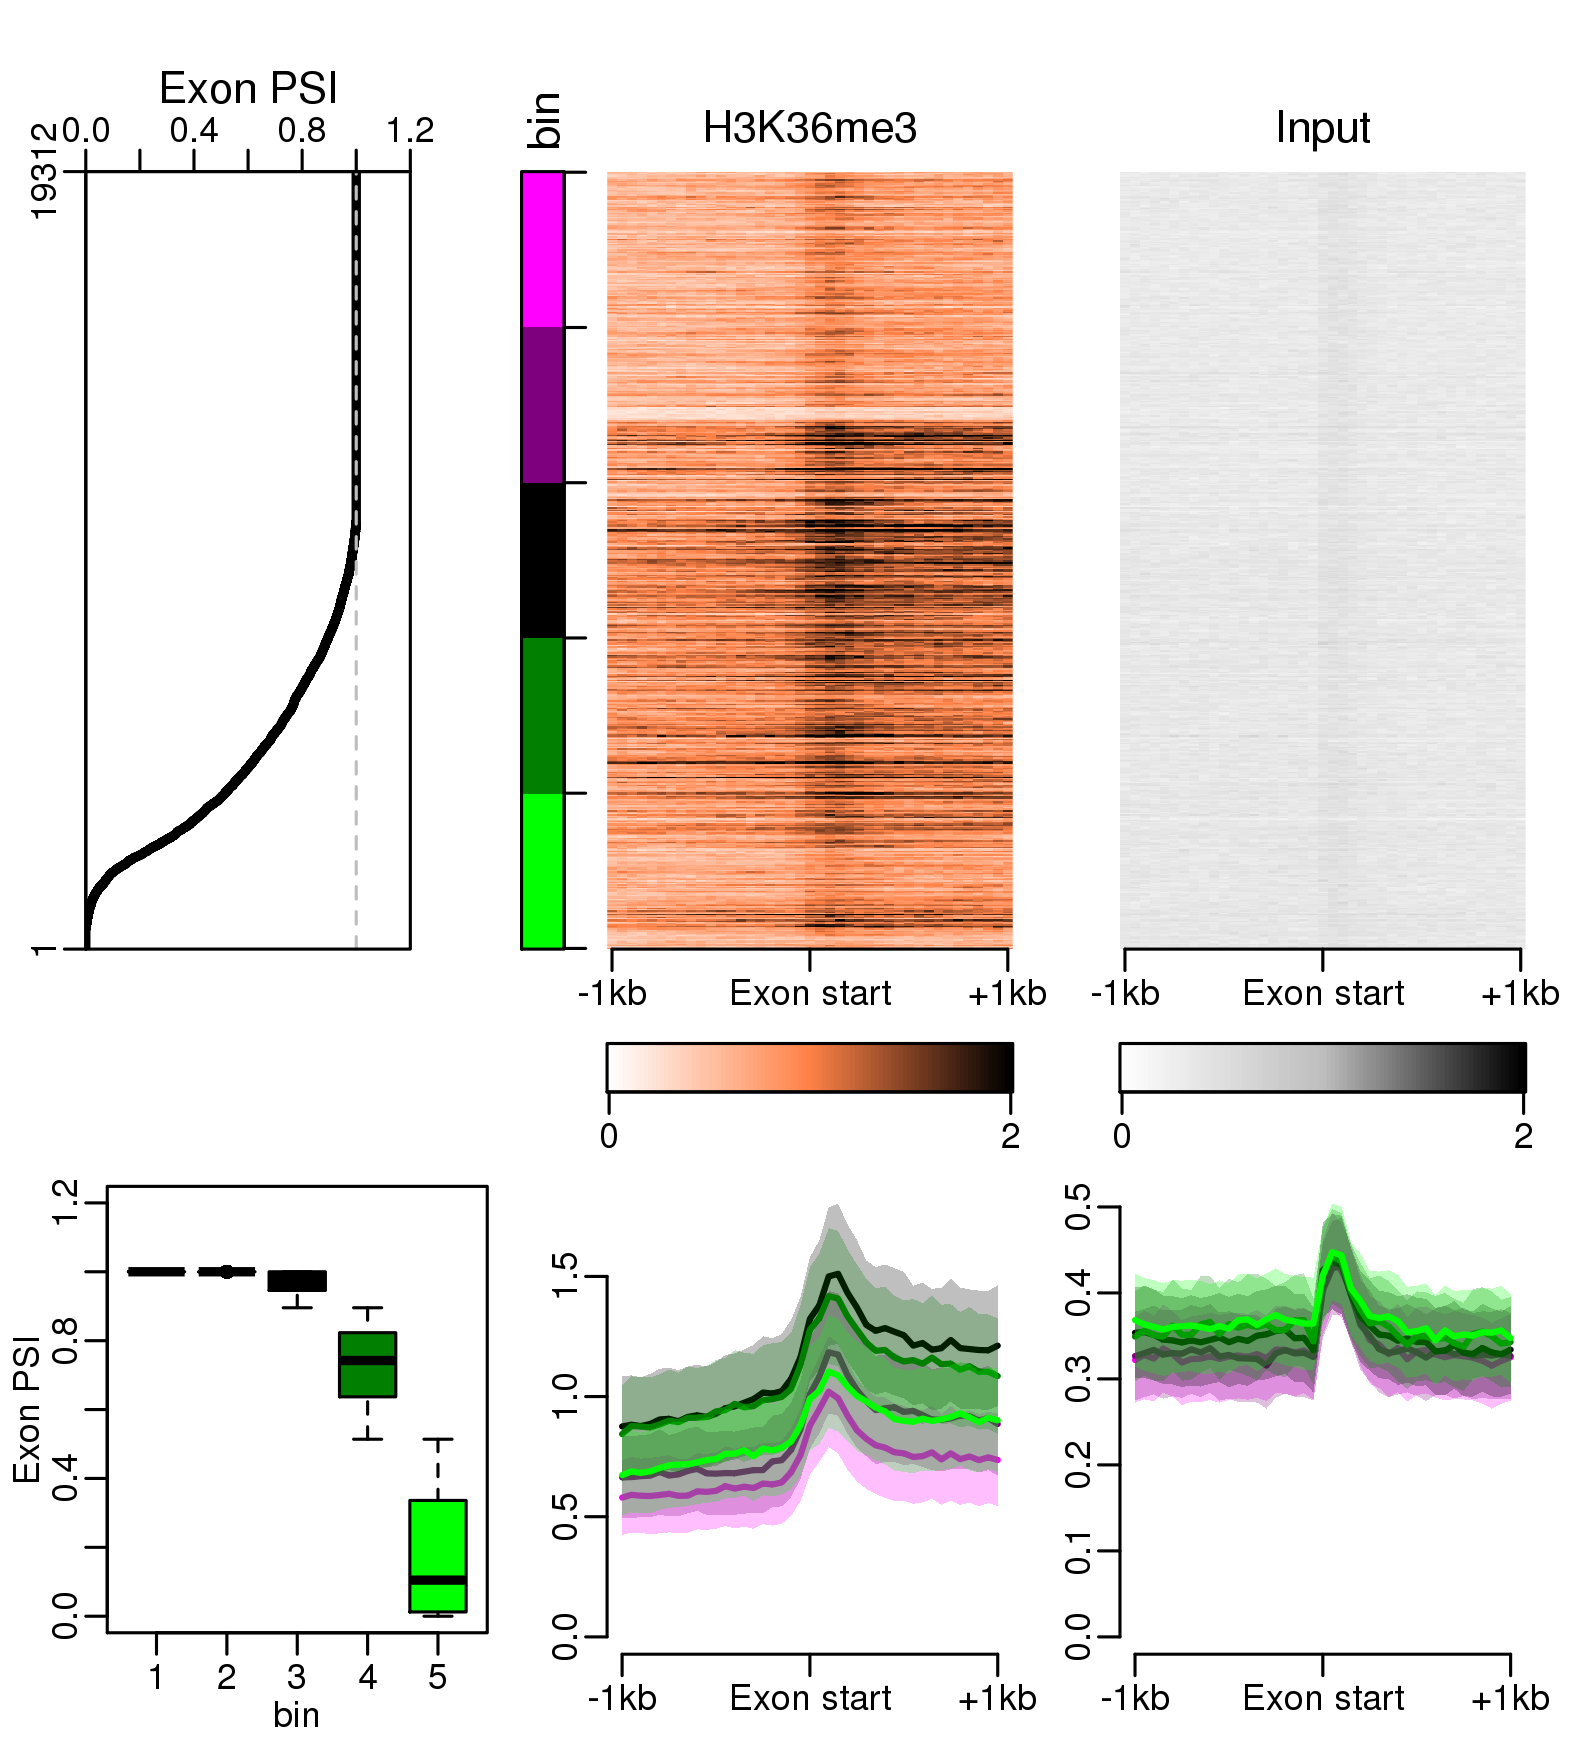 Exon PSI
0.0 0.4 0.8 1.2
19312
1
bin
H3K36me3
Input
-1kb Exon start +1kb
-1kb Exon start +1kb
0 2
0 2
Exon PSI
0.0 0.4 0.8 1.2
1 2 3 4 5
bin
0.0 0.5 1.0 1.5
-1kb Exon start +1kb
0.0 0.1 0.2 0.3 0.4 0.5
-1kb Exon start +1kb